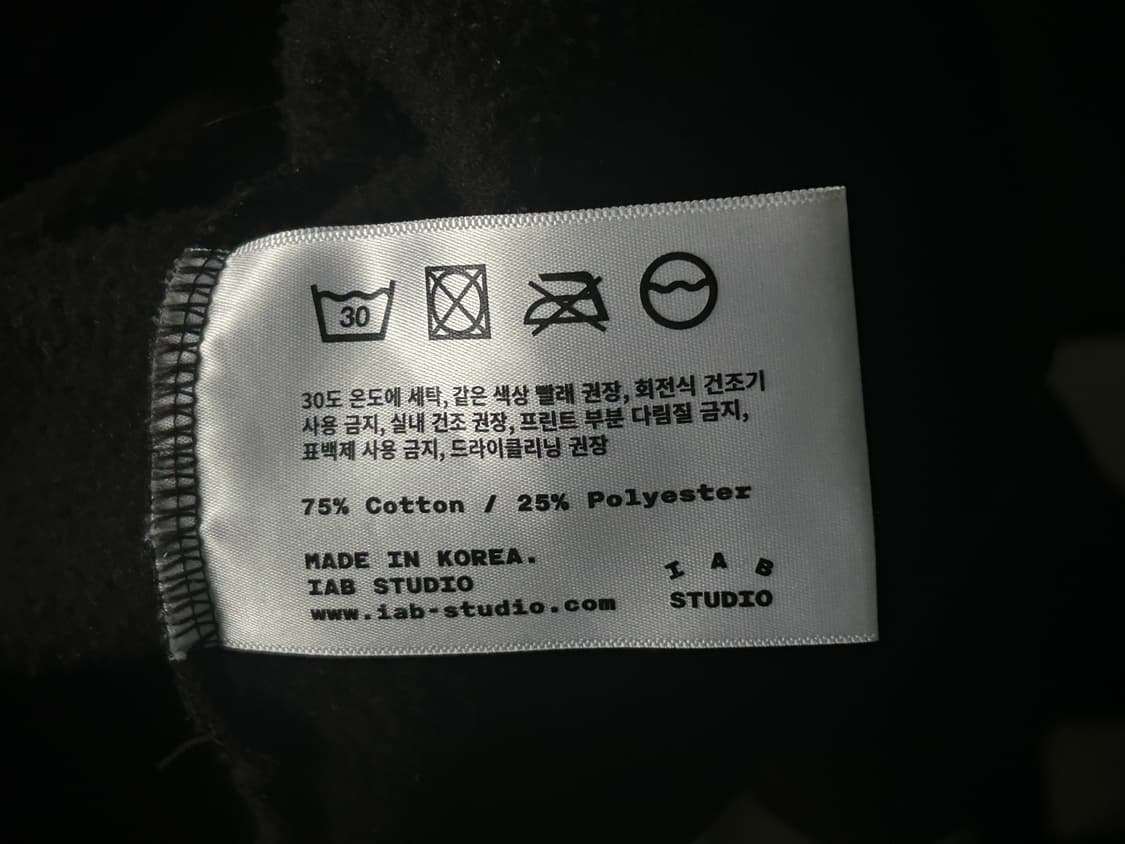 30
30도 온도에 세탁, 같은 색상 빨래 권장, 회전식 건조기
사용 금지, 실내 건조 권장, 프린트 부분 다림질 금지,
표백제 사용 금지, 드라이클리닝 권장
75% Cotton / 25% Polyester
MADE IN KOREA.
IAB STUDIO
www.iab-studio.com
I A B
STUDIO